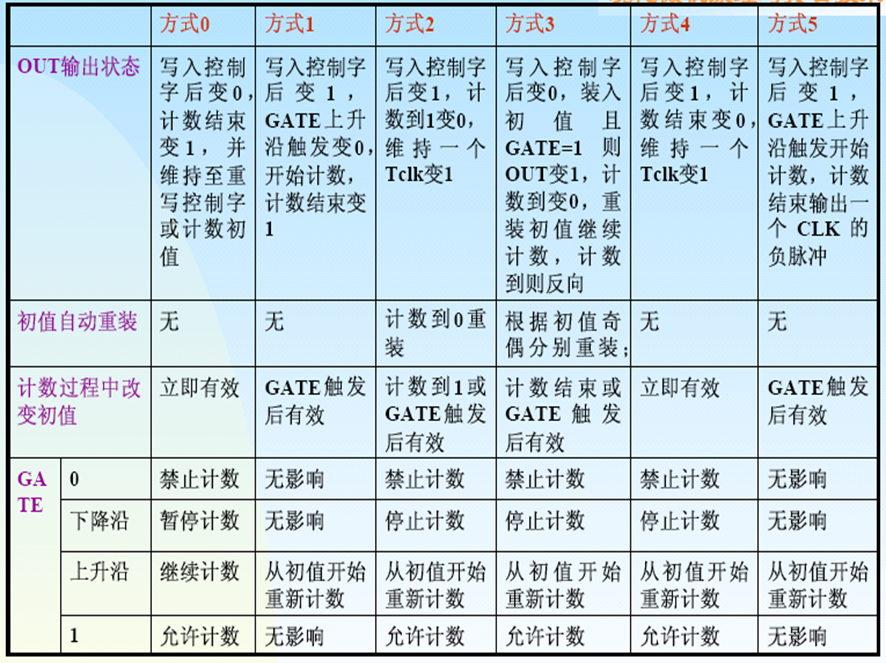 方式0 方式1 方式2 方式3 方式4 方式5
OUT输出状态
写入控制
字后变0,
计数结束
变1,并
维持至重
写控制字
或计数初
值
写入控制字
后变1,
GATE上升
沿触发变0,
开始计数,
计数结束变
1
写入控制字
后变1,计
数到1变0,
维持一个
Tclk变1
写入控制字
后变0,装入
初值且
GATE=1则
OUT变1,计
数到变0,重
装初值继续
计数,计数
到则反向
写入控制字
后变1,计
数结束变0,
维持一个
Tclk变1
写入控制字
后变1,
GATE上升
沿触发开始
计数,计数
结束输出一
个CLK的
负脉冲
初值自动重装
无
无
计数到0重
装
根据初值奇
偶分别重装;
无
无
计数过程中改
变初值
立即有效
GATE触发
后有效
计数到1或
GATE触发
后有效
计数结束或
GATE触发
后有效
立即有效
GATE触发
后有效
GA
TE
0
禁止计数
无影响
禁止计数
禁止计数
禁止计数
无影响
下降沿
暂停计数
无影响
停止计数
停止计数
停止计数
无影响
上升沿
继续计数
从初值开始
重新计数
从初值开始
重新计数
从初值开始
重新计数
从初值开始
重新计数
从初值开始
重新计数
1
允许计数
无影响
允许计数
允许计数
允许计数
无影响